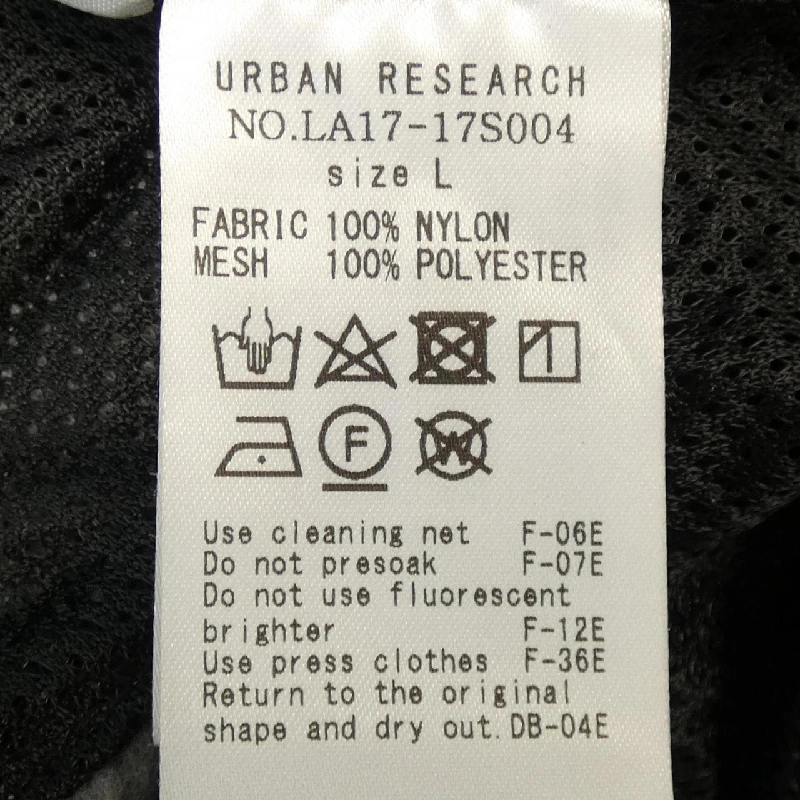 URBAN RESEARCH
NO.LA17-17S004
size L
FABRIC 100% NYLON
MESH 100% POLYESTER
F W
Use cleaning net F-06E
Do not presoak F-07E
Do not use fluorescent
brighter F-12E
Use press clothes F-36E
Return to the original
shape and dry out. DB-04E